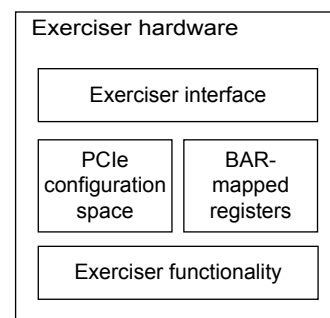 Exerciser hardware
Exerciser interface
PCIe
configuration
space
BAR-
mapped
registers
Exerciser functionality